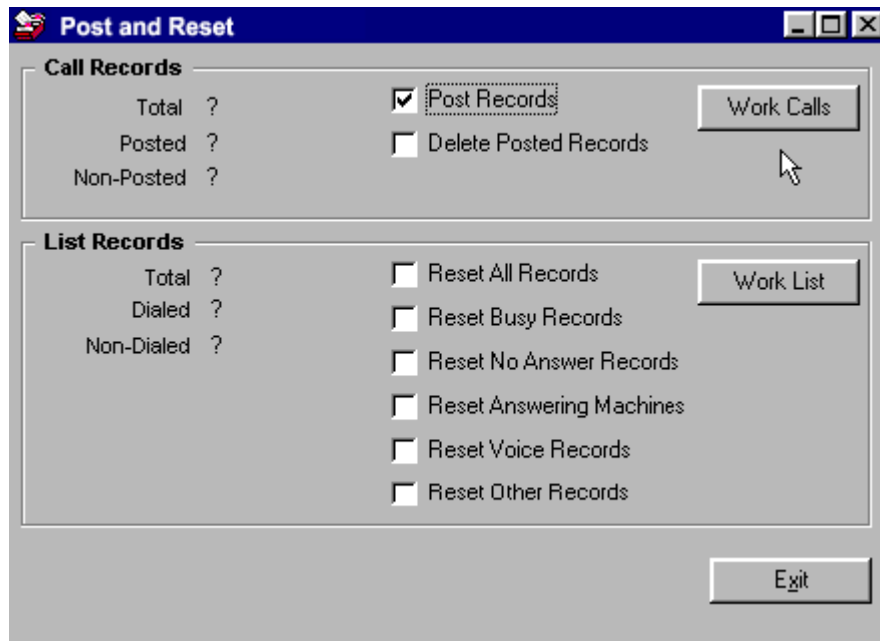 Post and Reset
Call Records
Total ?
Posted ?
Non-Posted ?
Post Records
Delete Posted Records
Work Calls
List Records
Total ?
Dialed ?
Non-Dialed ?
Reset All Records
Reset Busy Records
Reset No Answer Records
Reset Answering Machines
Reset Voice Records
Reset Other Records
Work List
Exit